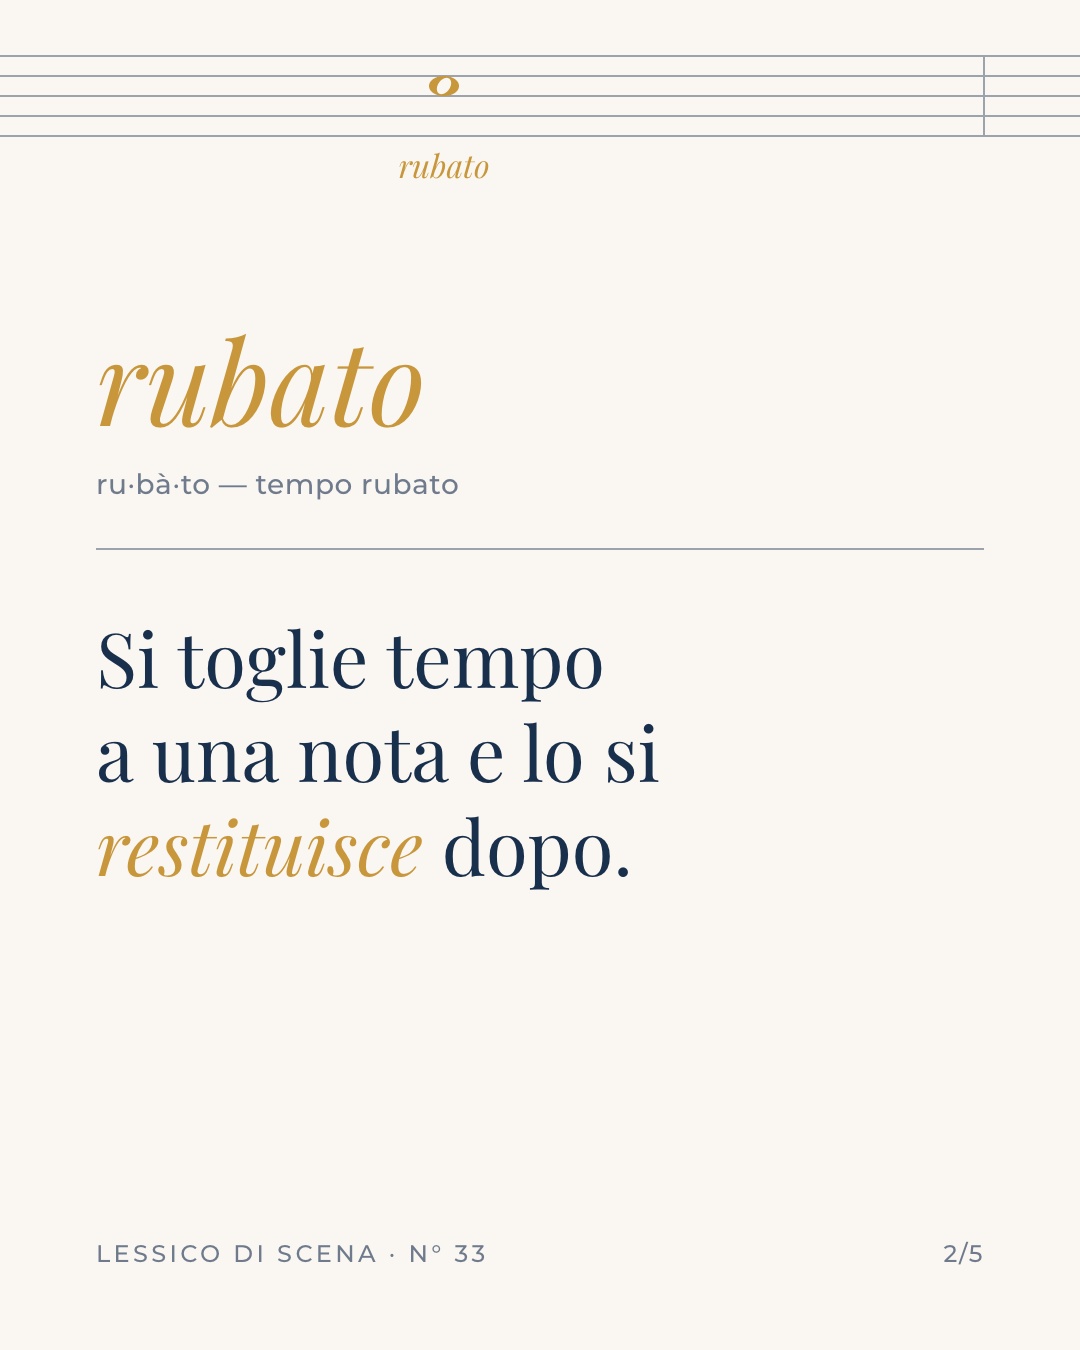 rubato
rubato
ru·bà·to — tempo rubato
Si toglie tempo
a una nota e lo si
restituisce dopo.
LESSICO DI SCENA · N° 33
2/5